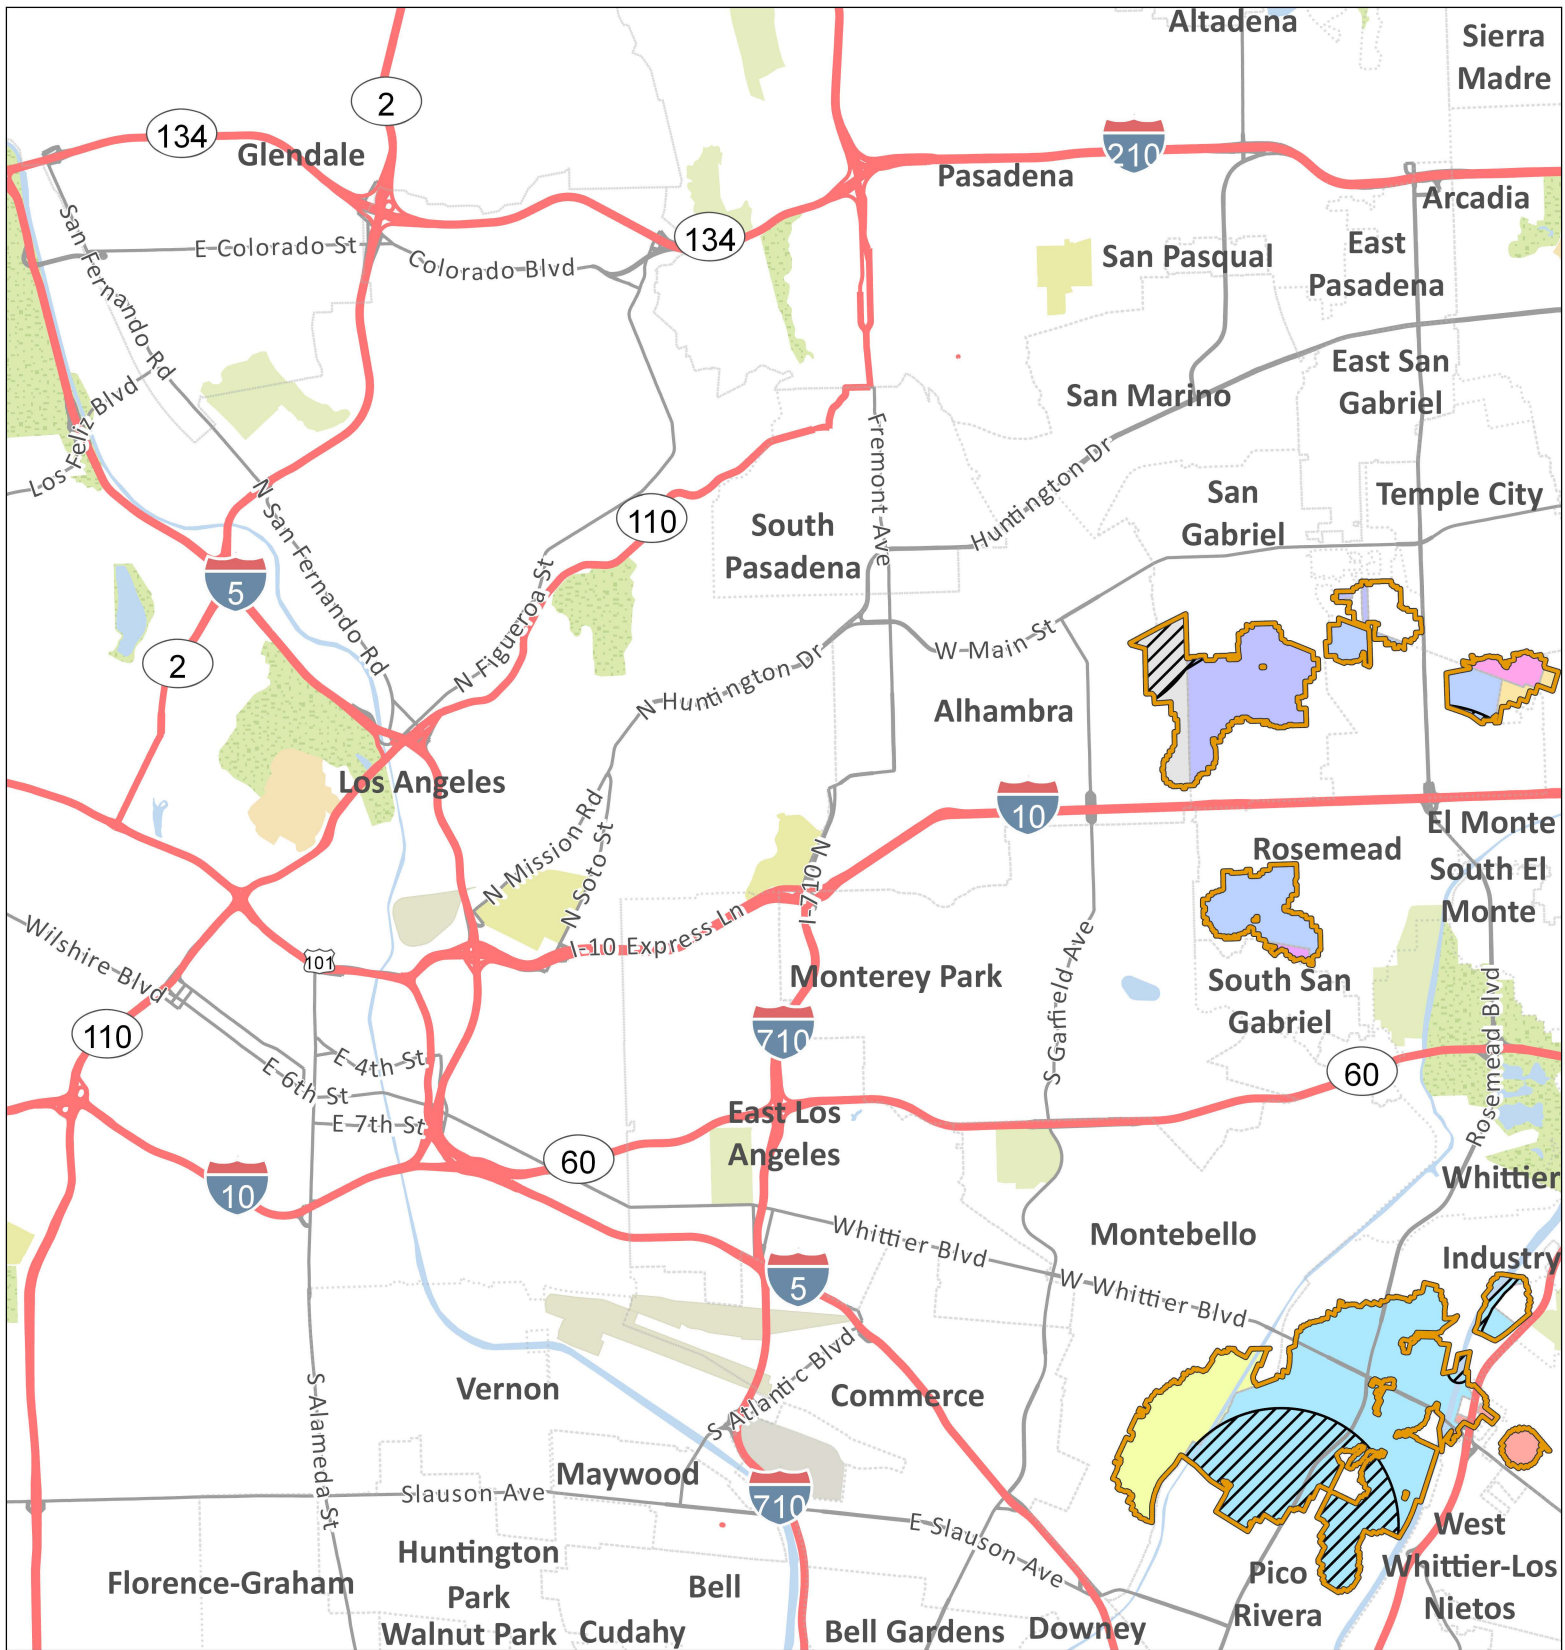 Altadena
Sierra
Madre
2
134
Glendale
210
Pasadena
Arcadia
San Fernando Rd
E Colorado St
Colorado Blvd
134
San Pasqual
East
Pasadena
Los Feliz Blvd
East San
Gabriel
San Marino
Fremont Ave
Huntington Dr
N San Fernando Rd
110
South
Pasadena
San
Gabriel
Temple City
5
2
N Figueroa St
N Huntington Dr
W Main St
Alhambra
Los Angeles
10
N Mission Rd
N Soto St
I-710 N
Rosemead
El Monte
South El
Monte
Wilshire Blvd
101
I-10 Express Ln
Monterey Park
S Garfield Ave
South San
Gabriel
Rosemead Blvd
110
710
E 4th St
E 6th St
E 7th St
60
East Los
Angeles
60
10
Whittier
Whittier Blvd
Montebello
Industry
5
W Whittier Blvd
S Alameda St
Vernon
S Atlantic Blvd
Commerce
Maywood
Slauson Ave
710
E Slauson Ave
West
Whittier-Los
Nietos
Huntington
Park
Florence-Graham
Bell
Pico
Rivera
Walnut Park
Cudahy
Bell Gardens
Downey